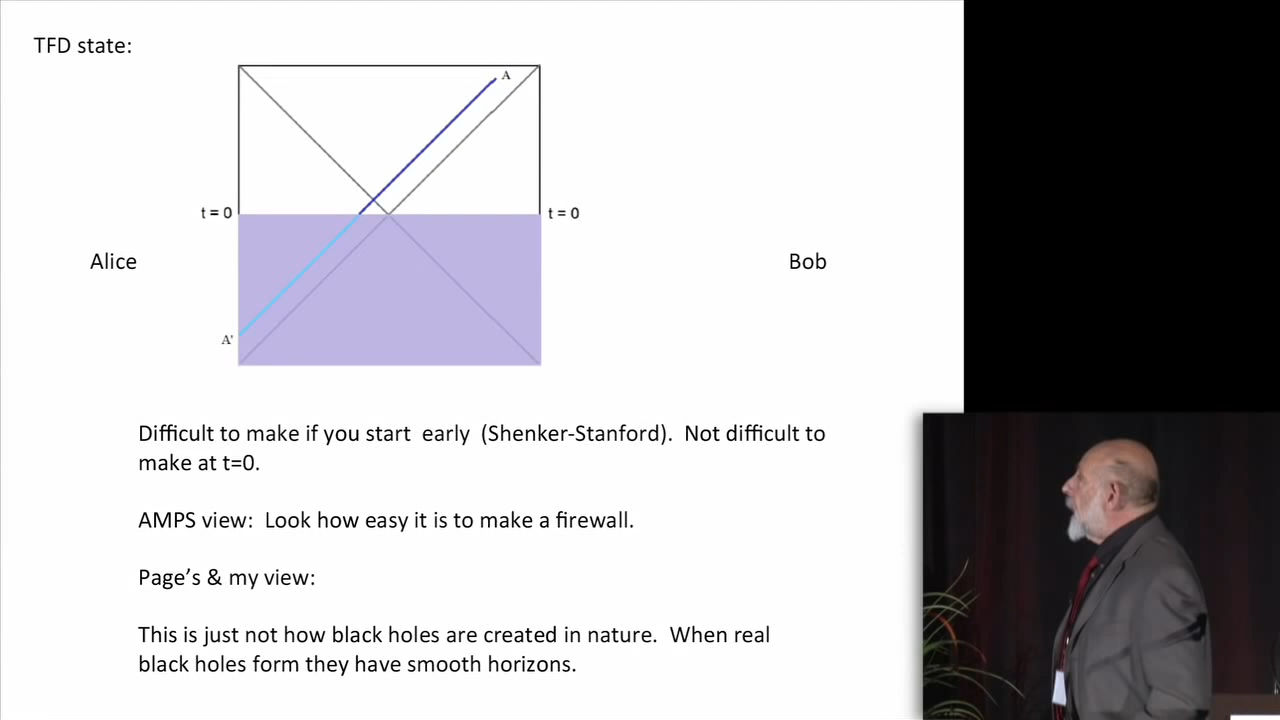 TFD state:
A
t = 0
t = 0
Alice
Bob
A'
Difficult to make if you start early (Shenker-Stanford). Not difficult to
make at t=0.
AMPS view: Look how easy it is to make a firewall.
Page’s & my view:
This is just not how black holes are created in nature. When real
black holes form they have smooth horizons.